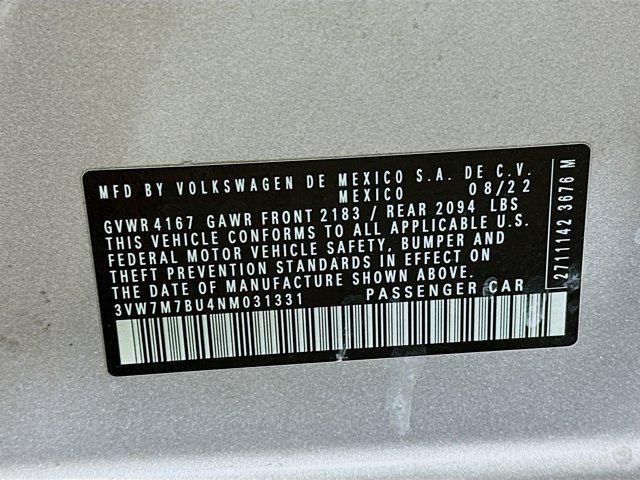 MFD BY VOLKSWAGEN DE MEXICO S.A. DE C.V.
MEXICO 08/22
GVWR 4167 GAWR FRONT 2183 / REAR 2094 LBS
THIS VEHICLE CONFORMS TO ALL APPLICABLE U.S.
FEDERAL MOTOR VEHICLE SAFETY, BUMPER AND
THEFT PREVENTION STANDARDS IN EFFECT ON
THE DATE OF MANUFACTURE SHOWN ABOVE.
3VW7M7BU4NM031331 PASSENGER CAR
2711142 3676 M